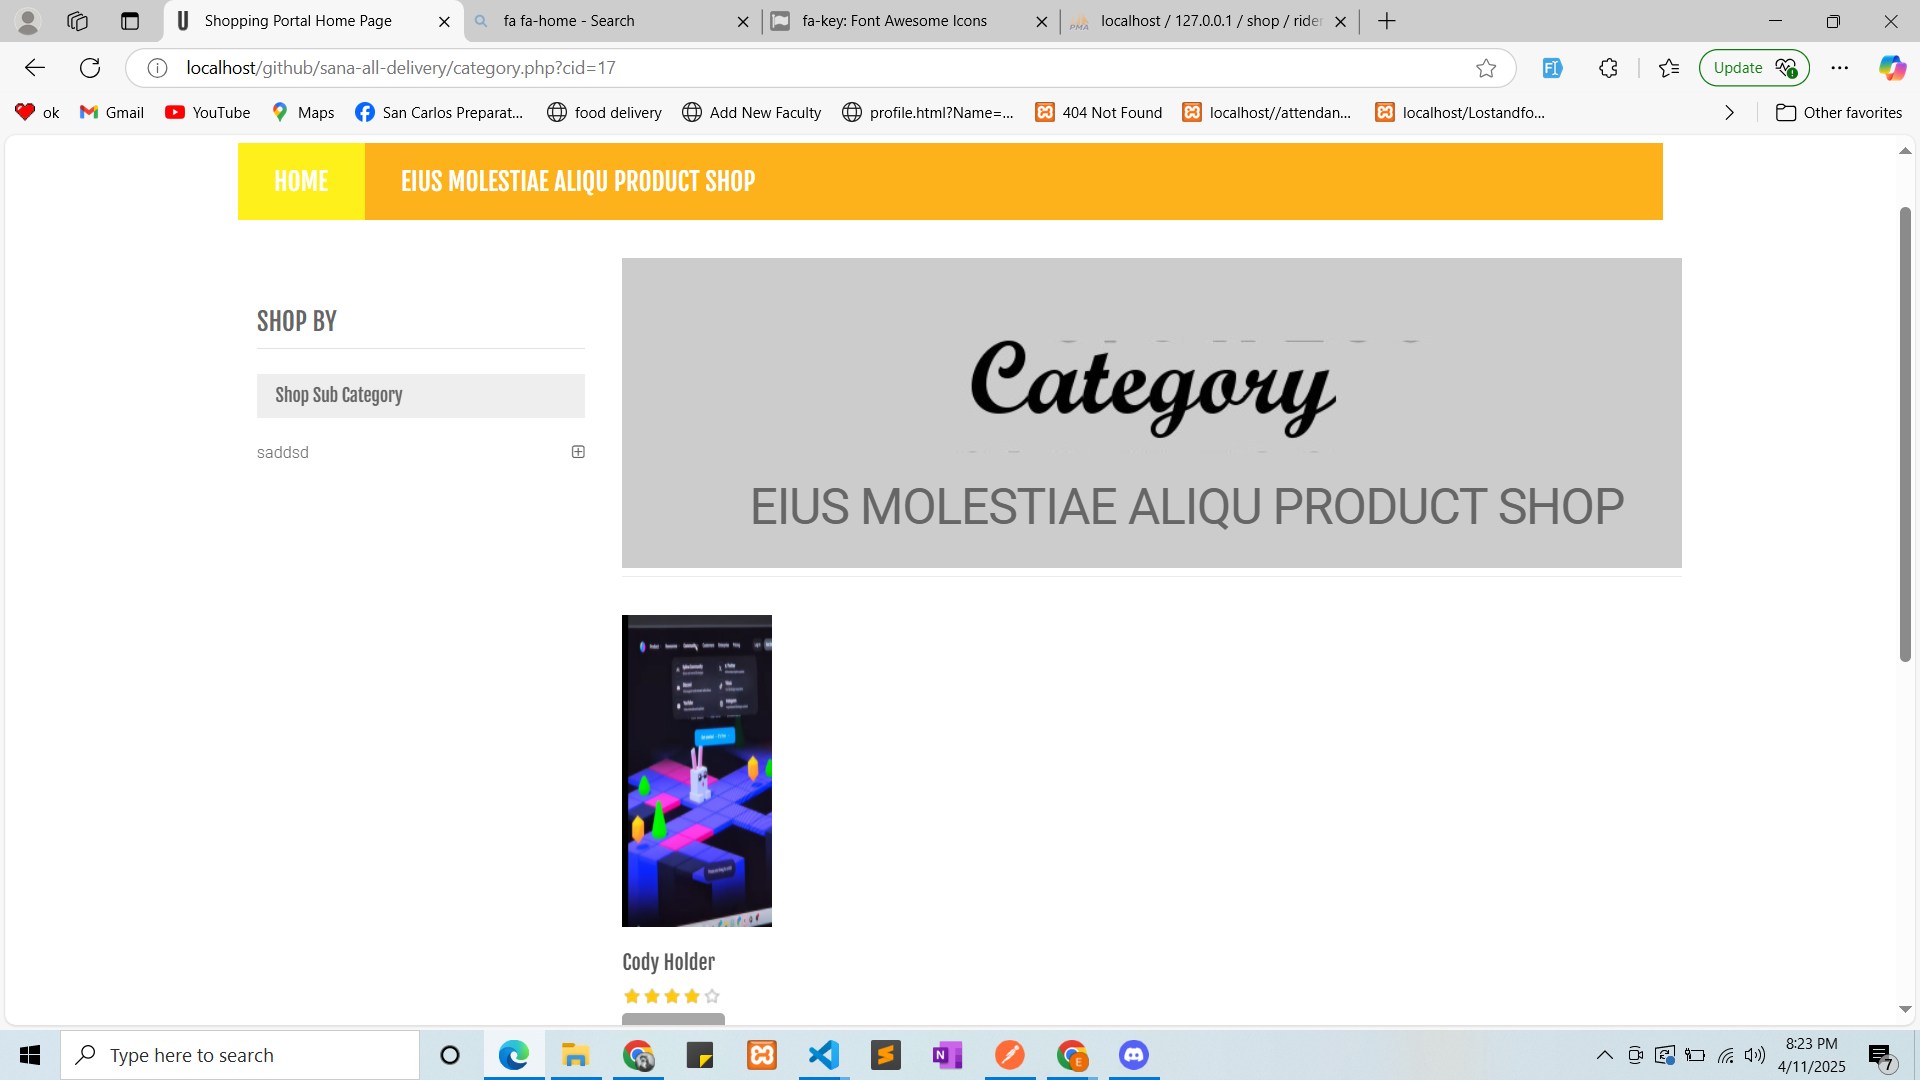 Shopping Portal Home Page
fa fa-home - Search
fa-key: Font Awesome Icons
localhost / 127.0.0.1 / shop / rider
localhost/github/sana-all-delivery/category.php?cid=17
Update
ok
Gmail
YouTube
Maps
San Carlos Preparat...
food delivery
Add New Faculty
profile.html?Name=...
404 Not Found
localhost//attendan...
localhost/Lostandfo...
Other favorites
HOME
EIUS MOLESTIAE ALIQU PRODUCT SHOP
SHOP BY
Shop Sub Category
saddsd
Category
EIUS MOLESTIAE ALIQU PRODUCT SHOP
Cody Holder
Type here to search
8:23 PM
4/11/2025
7